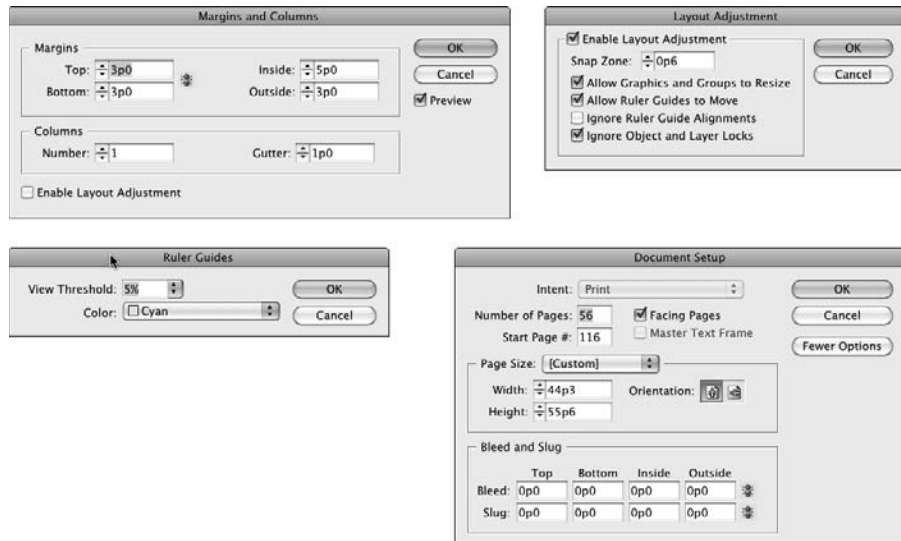 Margins and Columns
Margins
Top: 3p0
Bottom: 3p0
Inside: 5p0
Outside: 3p0
OK
Cancel
Preview
Columns
Number: 1
Gutter: 1p0
Enable Layout Adjustment
Layout Adjustment
Enable Layout Adjustment
Snap Zone: 0p6
Allow Graphics and Groups to Resize
Allow Ruler Guides to Move
Ignore Ruler Guide Alignments
Ignore Object and Layer Locks
OK
Cancel
Ruler Guides
View Threshold: 5%
Color: Cyan
OK
Cancel
Document Setup
Intent: Print
Number of Pages: 56
Start Page #: 116
Facing Pages
Master Text Frame
OK
Cancel
Fewer Options
Page Size: [Custom]
Width: 44p3
Height: 55p6
Orientation:
Bleed and Slug
Top Bottom Inside Outside
Bleed: 0p0 0p0 0p0 0p0
Slug: 0p0 0p0 0p0 0p0